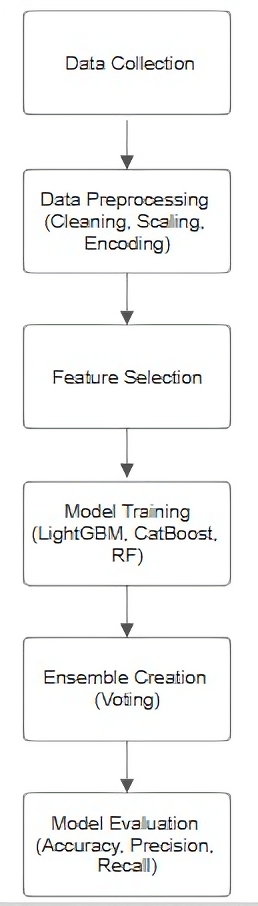 Data Collection
Data Preprocessing
(Cleaning, Scaling,
Encoding)
Feature Selection
Model Training
(LightGBM, CatBoost,
RF)
Ensemble Creation
(Voting)
Model Evaluation
(Accuracy, Precision,
Recall)